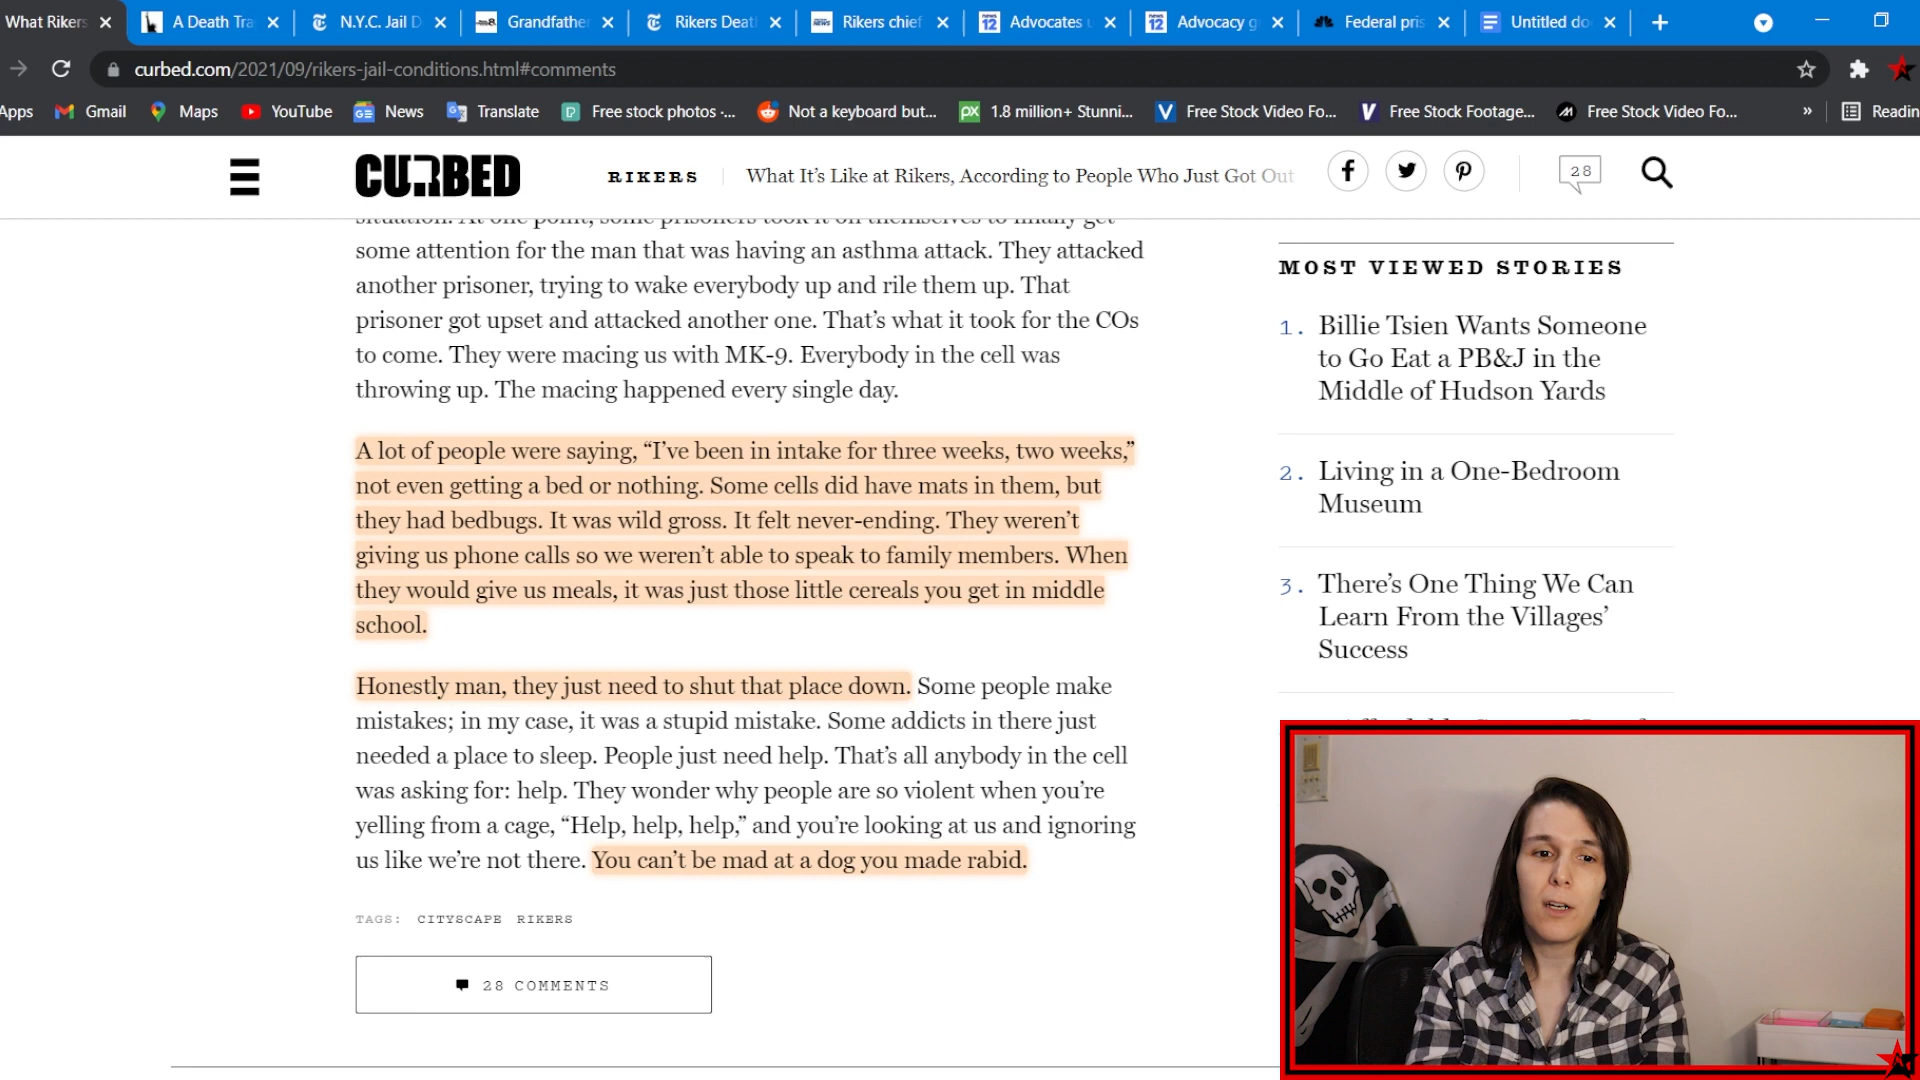 What Rikers
A Death Tra
N.Y.C. Jail D
Grandfather
Rikers Deat
Rikers chief
Advocates u
Advocacy g
Federal pris
Untitled do
curbed.com/2021/09/rikers-jail-conditions.html#comments
Apps
Gmail
Maps
YouTube
News
Translate
Free stock photos ·...
Not a keyboard but...
1.8 million+ Stunni...
Free Stock Video Fo...
Free Stock Footage...
Free Stock Video Fo...
»
Readin
CURBED
RIKERS
What It's Like at Rikers, According to People Who Just Got Out
28
situation. At one point, some prisoners took it on themselves to finally get
some attention for the man that was having an asthma attack. They attacked
another prisoner, trying to wake everybody up and rile them up. That
prisoner got upset and attacked another one. That's what it took for the COs
to come. They were macing us with MK-9. Everybody in the cell was
throwing up. The macing happened every single day.
A lot of people were saying, “I've been in intake for three weeks, two weeks,”
not even getting a bed or nothing. Some cells did have mats in them, but
they had bedbugs. It was wild gross. It felt never-ending. They weren't
giving us phone calls so we weren't able to speak to family members. When
they would give us meals, it was just those little cereals you get in middle
school.
Honestly man, they just need to shut that place down. Some people make
mistakes; in my case, it was a stupid mistake. Some addicts in there just
needed a place to sleep. People just need help. That's all anybody in the cell
was asking for: help. They wonder why people are so violent when you're
yelling from a cage, “Help, help, help,” and you're looking at us and ignoring
us like we're not there. You can't be mad at a dog you made rabid.
TAGS: CITYSCAPE RIKERS
28 COMMENTS
MOST VIEWED STORIES
1. Billie Tsien Wants Someone
to Go Eat a PB&J in the
Middle of Hudson Yards
2. Living in a One-Bedroom
Museum
3. There's One Thing We Can
Learn From the Villages'
Success